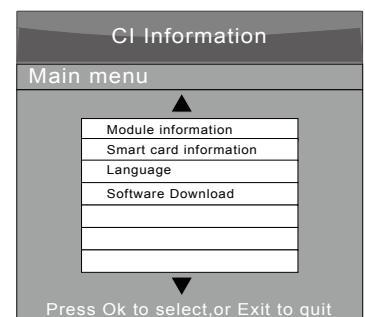 CI Information
Main menu
Module information
Smart card information
Language
Software Download
Press Ok to select,or Exit to quit